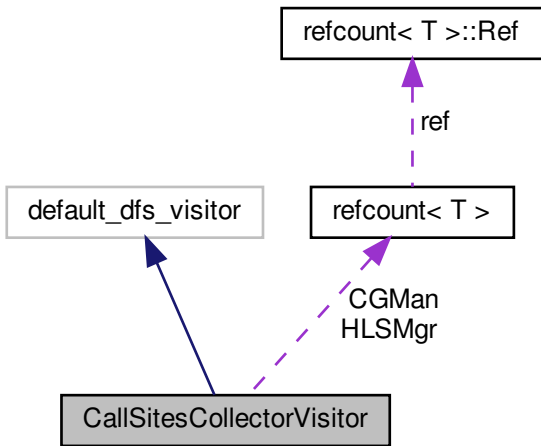 refcount< T >::Ref
ref
default_dfs_visitor
refcount< T >
CGMan
HLSMgr
CallSitesCollectorVisitor